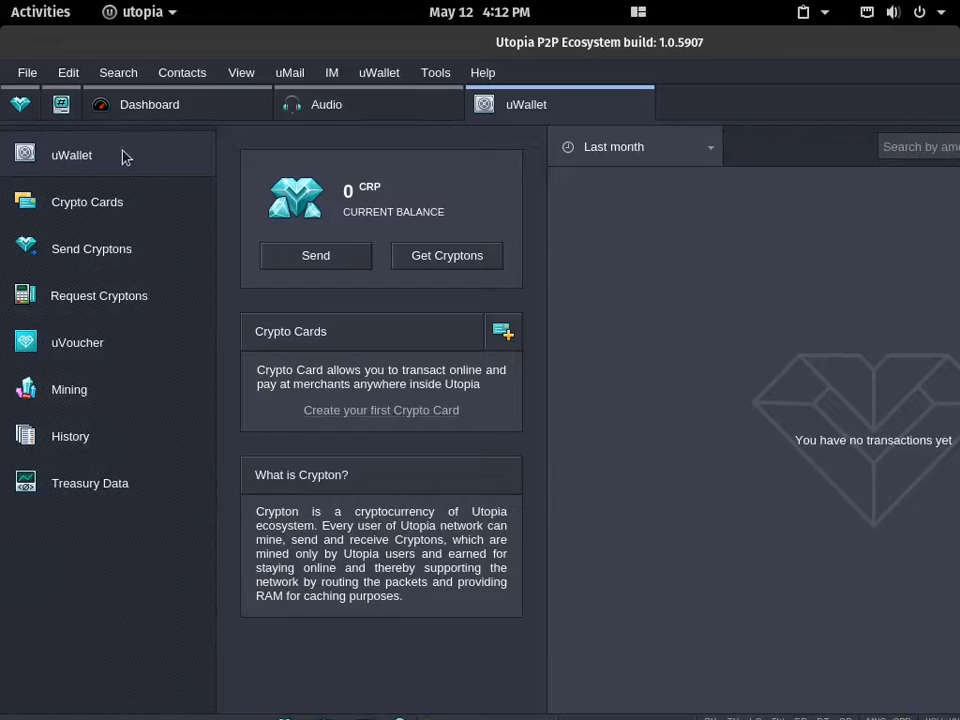 Activities
utopia
May 12 4:12 PM
Utopia P2P Ecosystem build: 1.0.5907
File Edit Search Contacts View uMail IM uWallet Tools Help
Dashboard
Audio
uWallet
uWallet
Crypto Cards
Send Cryptons
Request Cryptons
uVoucher
Mining
History
Treasury Data
0 CRP
CURRENT BALANCE
Send
Get Cryptons
Crypto Cards
Crypto Card allows you to transact online and
pay at merchants anywhere inside Utopia
Create your first Crypto Card
What is Crypton?
Crypton is a cryptocurrency of Utopia
ecosystem. Every user of Utopia network can
mine, send and receive Cryptons, which are
mined only by Utopia users and earned for
staying online and thereby supporting the
network by routing the packets and providing
RAM for caching purposes.
Last month
Search by am
You have no transactions yet